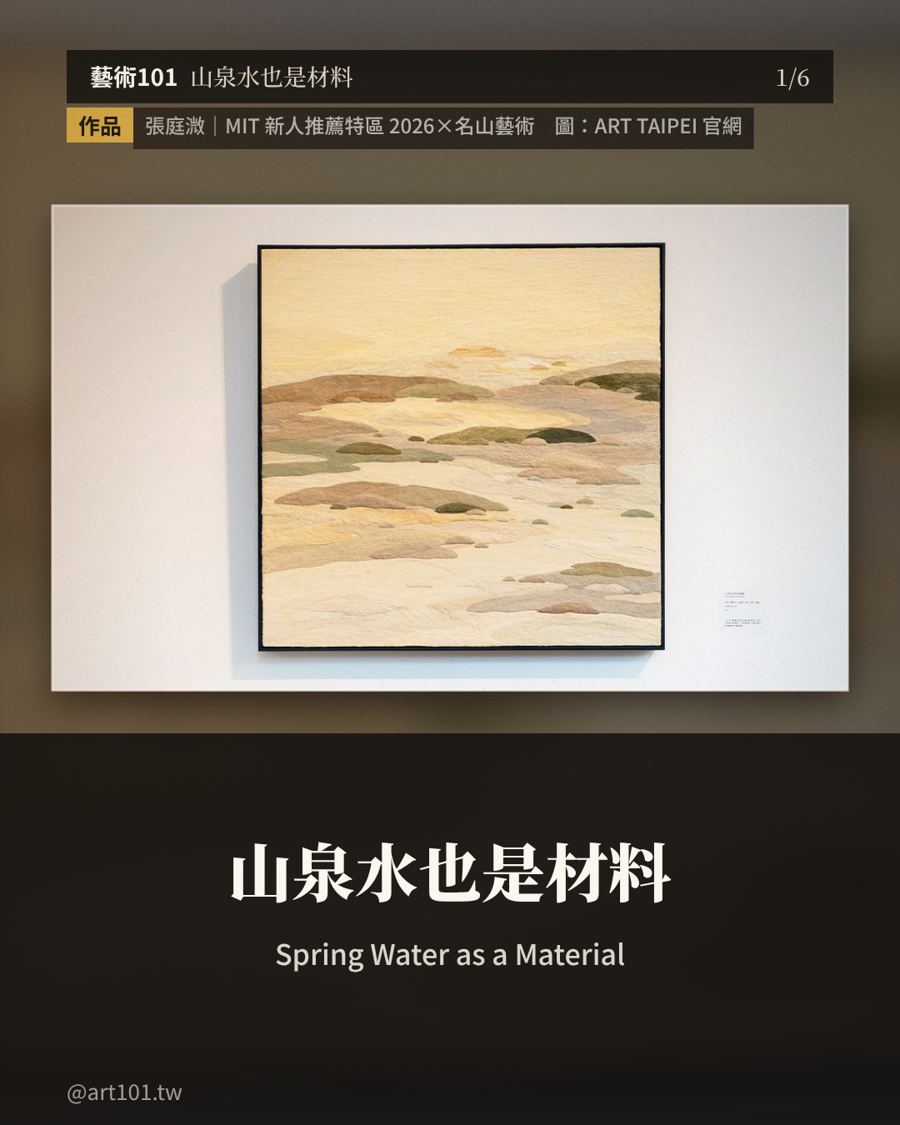 藝術101 山泉水也是材料 1/6
作品 張庭溦｜MIT 新人推薦特區 2026×名山藝術 圖：ART TAIPEI 官網
山泉水也是材料
Spring Water as a Material
@art101.tw